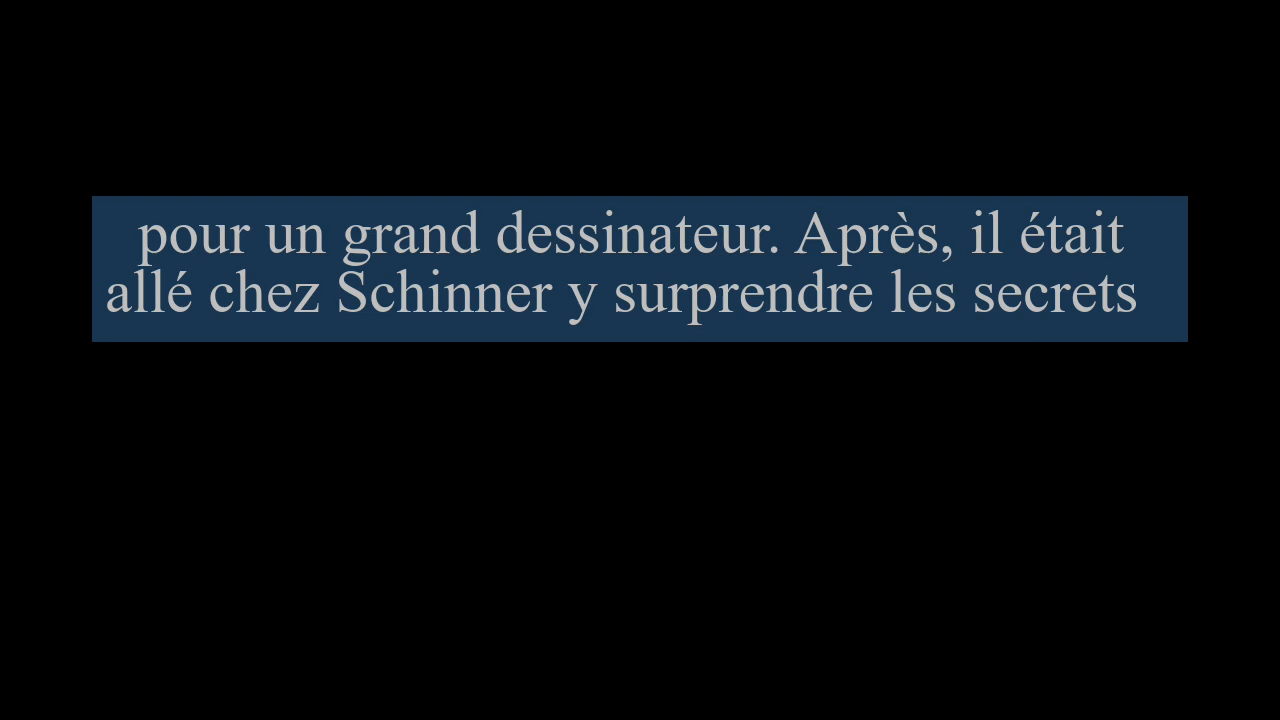 pour un grand dessinateur. Après, il était
allé chez Schinner y surprendre les secrets